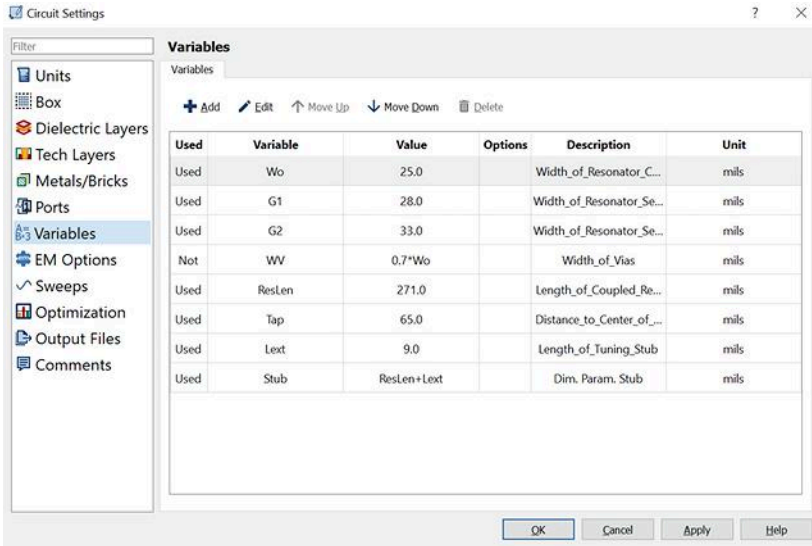 Circuit Settings
?
Filter
Units
Box
Dielectric Layers
Tech Layers
Metals/Bricks
Ports
Variables
EM Options
Sweeps
Optimization
Output Files
Comments
Variables
Variables
Add Edit Move Up Move Down Delete
Used Variable Value Options Description Unit
Used Wo 25.0 Width_of_Resonator_C... mils
Used G1 28.0 Width_of_Resonator_Se... mils
Used G2 33.0 Width_of_Resonator_Se... mils
Not WV 0.7*Wo Width_of_Vias mils
Used ResLen 271.0 Length_of_Coupled_Re... mils
Used Tap 65.0 Distance_to_Center_of_... mils
Used Lext 9.0 Length_of_Tuning_Stub mils
Used Stub ResLen+Lext Dim. Param. Stub mils
OK Cancel Apply Help